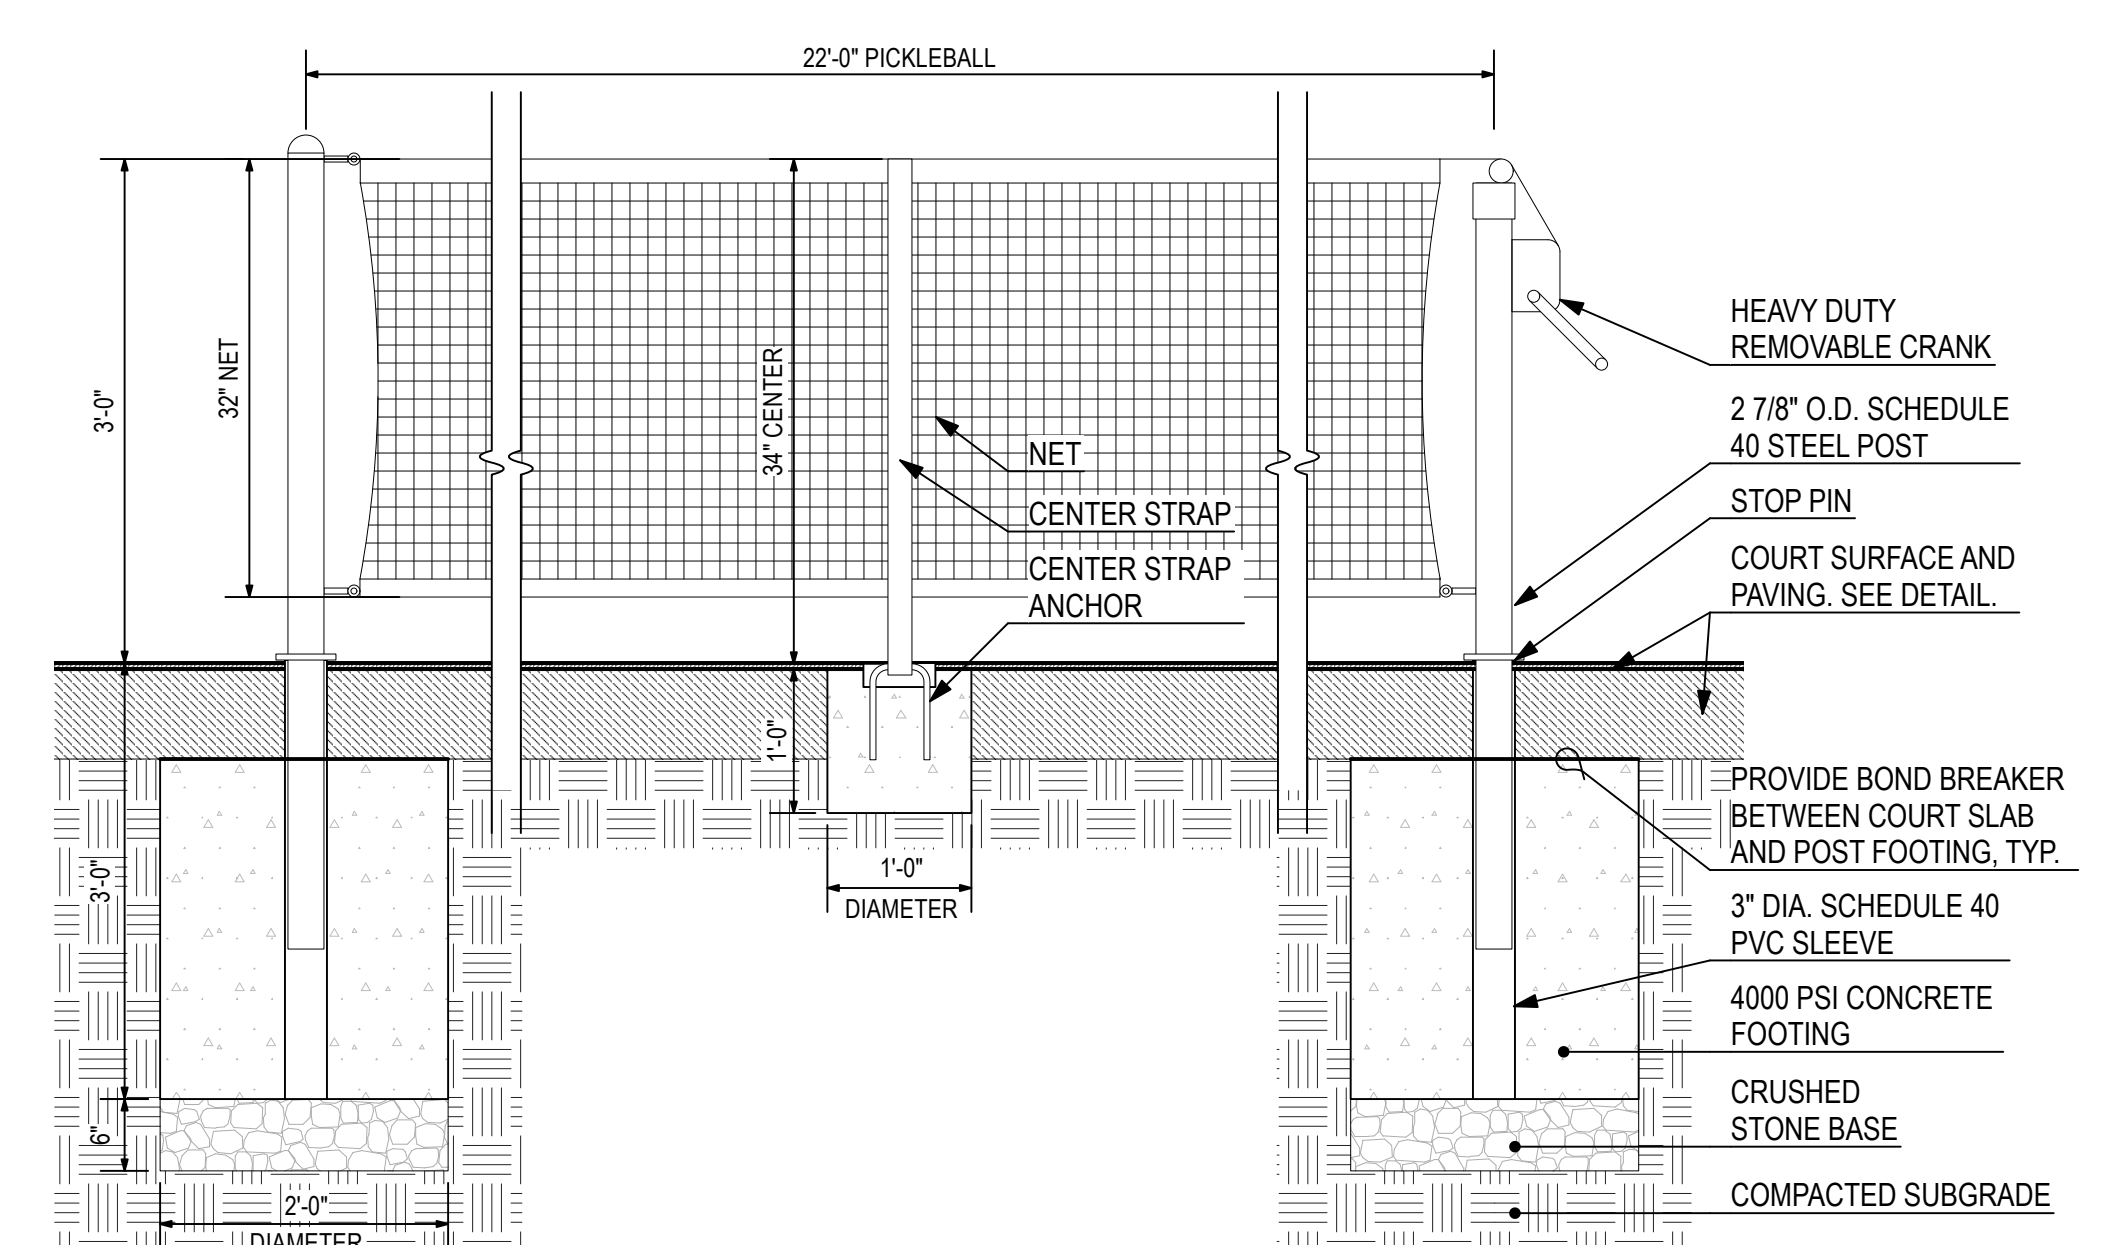 22'-0" PICKLEBALL
3'-0"
32" NET
34" CENTER
NET
CENTER STRAP
CENTER STRAP
ANCHOR
HEAVY DUTY
REMOVABLE CRANK
2 7/8" O.D. SCHEDULE
40 STEEL POST
STOP PIN
COURT SURFACE AND
PAVING. SEE DETAIL.
1'-0"
PROVIDE BOND BREAKER
BETWEEN COURT SLAB
AND POST FOOTING, TYP.
3'-0"
1'-0"
DIAMETER
3" DIA. SCHEDULE 40
PVC SLEEVE
4000 PSI CONCRETE
FOOTING
CRUSHED
STONE BASE
6"
COMPACTED SUBGRADE
2'-0"
DIAMETER